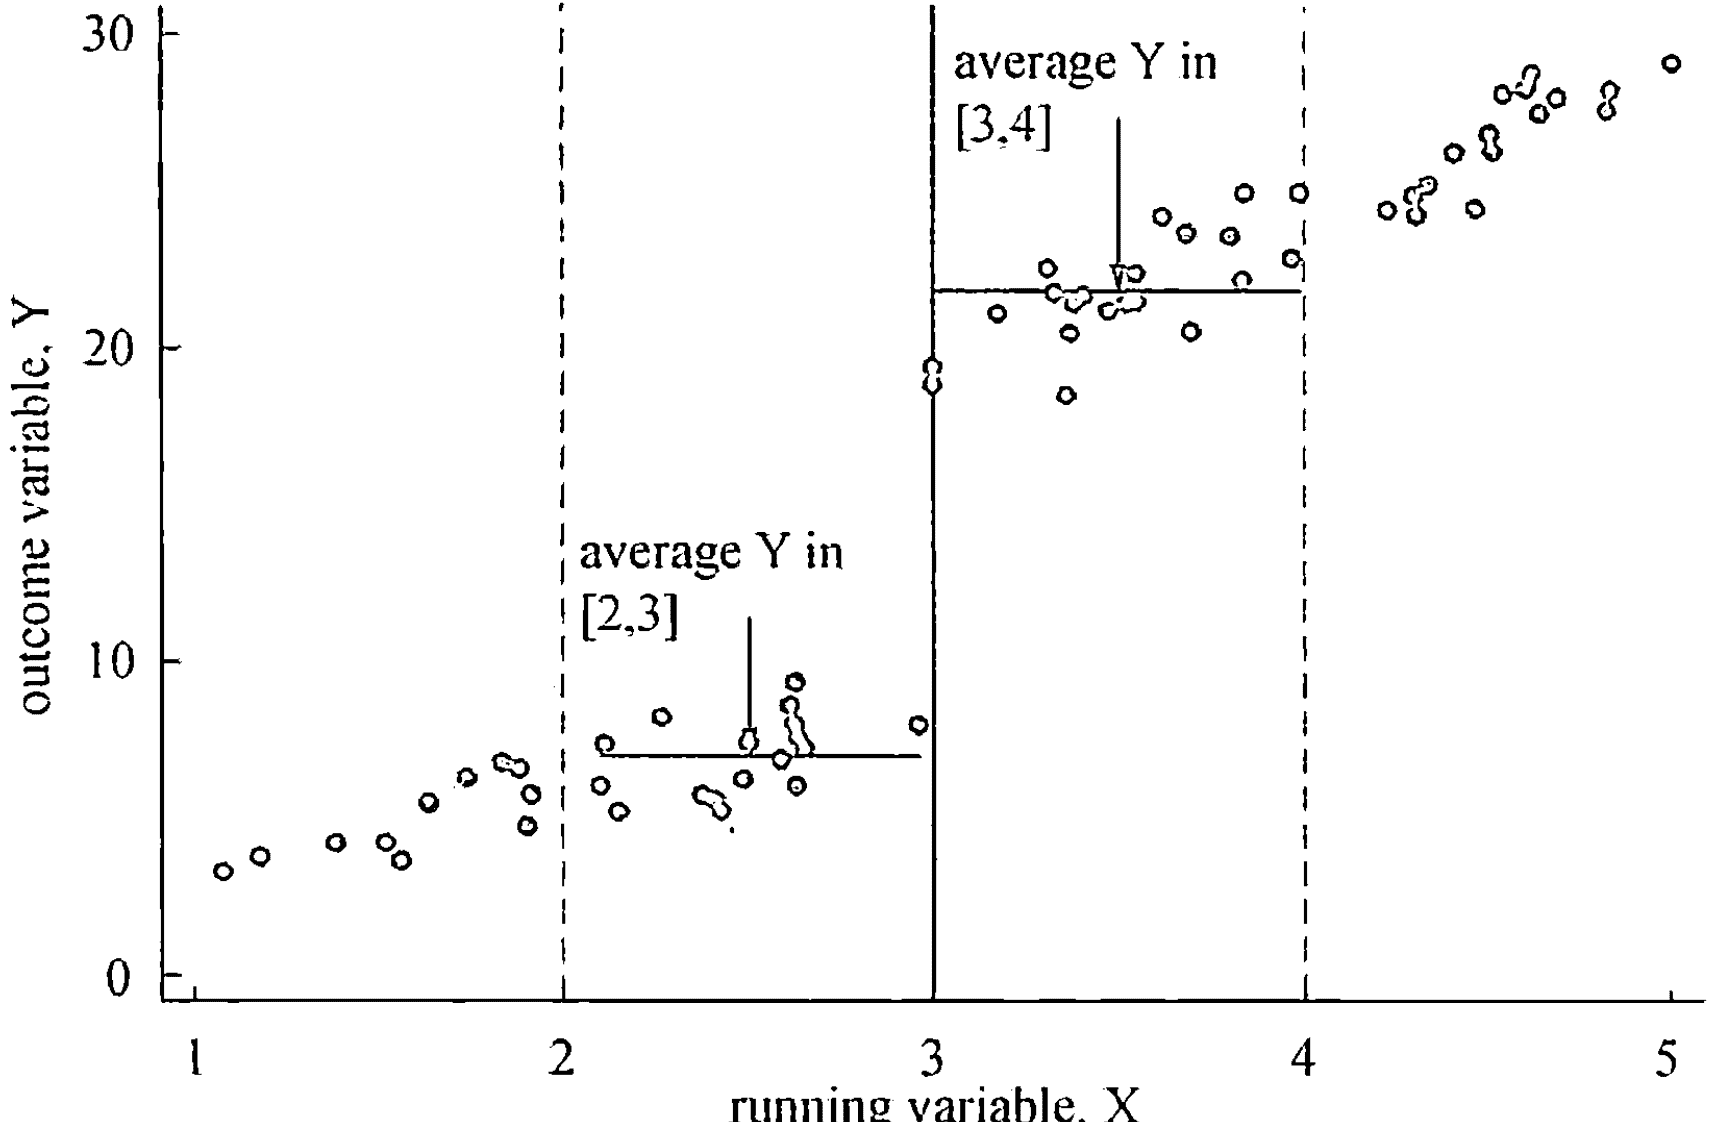 30
average Y in
[3,4]
20
outcome variable, Y
average Y in
[2,3]
10
0
1 2 3 4 5
running variable, X